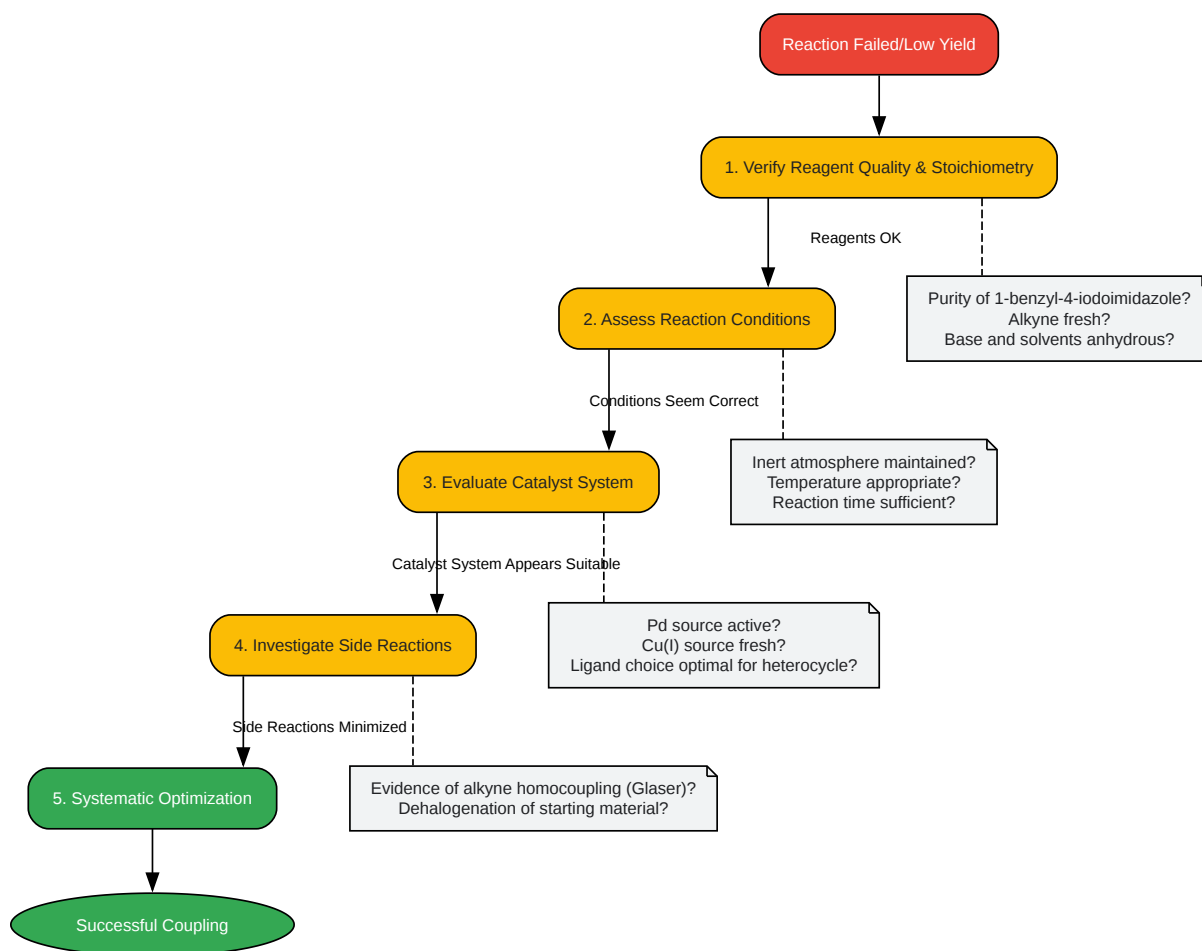 Reaction Failed/Low Yield
1. Verify Reagent Quality & Stoichiometry
Reagents OK
Purity of 1-benzyl-4-iodoimidazole?
Alkyne fresh?
Base and solvents anhydrous?
2. Assess Reaction Conditions
Conditions Seem Correct
Inert atmosphere maintained?
Temperature appropriate?
Reaction time sufficient?
3. Evaluate Catalyst System
Catalyst System Appears Suitable
Pd source active?
Cu(I) source fresh?
Ligand choice optimal for heterocycle?
4. Investigate Side Reactions
Side Reactions Minimized
Evidence of alkyne homocoupling (Glaser)?
Dehalogenation of starting material?
5. Systematic Optimization
Successful Coupling